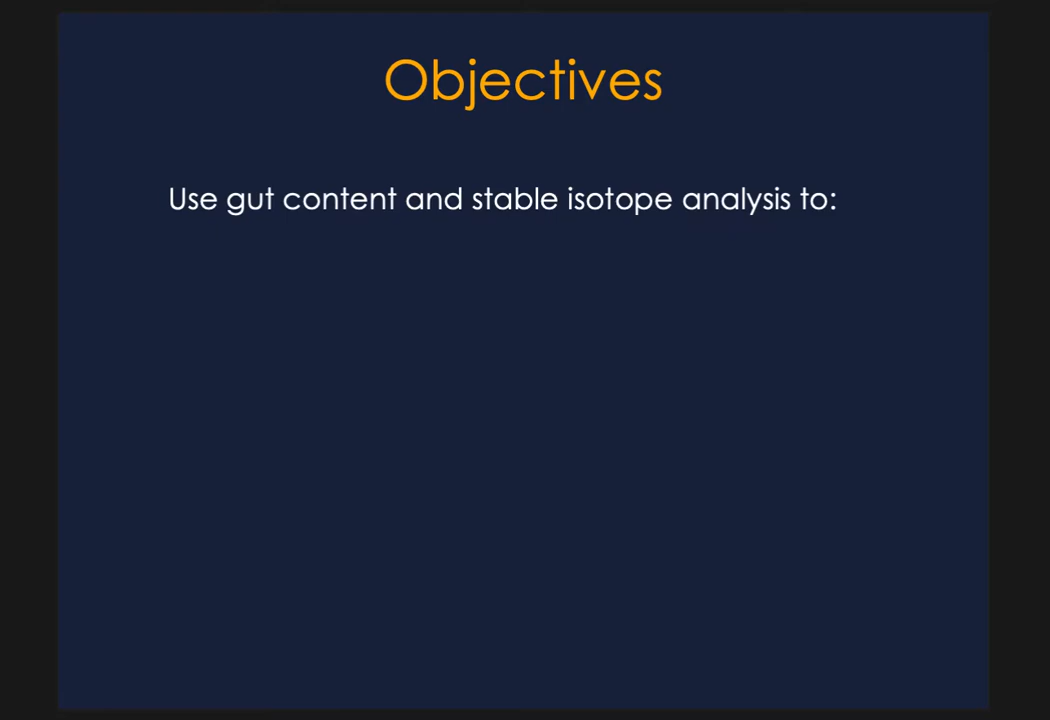 Objectives
Use gut content and stable isotope analysis to: